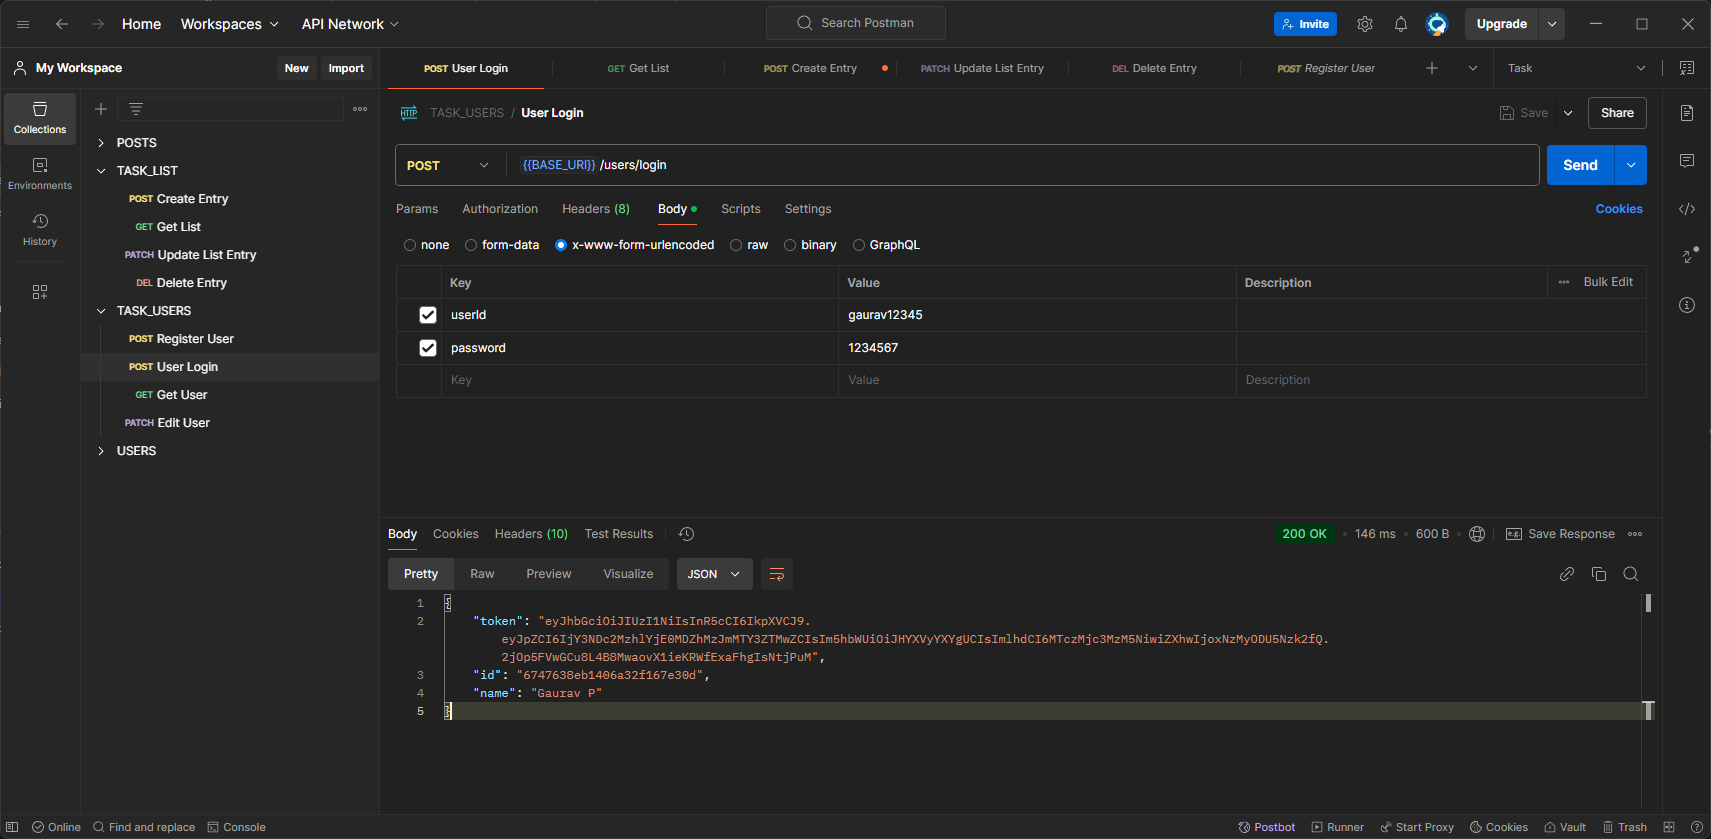 Home Workspaces API Network Search Postman Invite Upgrade
My Workspace New Import POST User Login GET Get List POST Create Entry PATCH Update List Entry DEL Delete Entry POST Register User Task
Collections
Environments
History
POSTS
TASK_LIST
POST Create Entry
GET Get List
PATCH Update List Entry
DEL Delete Entry
TASK_USERS
POST Register User
POST User Login
GET Get User
PATCH Edit User
USERS
HTTP TASK_USERS / User Login Save Share
POST {{BASE_URI}} /users/login Send
Params Authorization Headers (8) Body Scripts Settings Cookies
none form-data x-www-form-urlencoded raw binary GraphQL
Key Value Description Bulk Edit
userId gaurav12345
password 1234567
Key Value Description
Body Cookies Headers (10) Test Results 200 OK 146 ms 600 B e.g. Save Response
Pretty Raw Preview Visualize JSON
1 {
2 "token": "eyJhbGciOiJIUzI1NiIsInR5cCI6IkpXVCJ9.
eyJpZCI6IjY3NDc2MzhlYjE0MDZhMzJmMTY3ZTMwZCIsIm5hbWUiOiJHYXVyYXYgUCIsImlhdCI6MTczMjc3MzM5NiwiZXhwIjoxNzMyODU5Nzk2fQ.
2jOp5FVwGCu8L4B8MwaovX1ieKRWfExaFhgIsNtjPuM",
3 "id": "6747638eb1406a32f167e30d",
4 "name": "Gaurav P"
5 }
Online Find and replace Console Postbot Runner Start Proxy Cookies Vault Trash